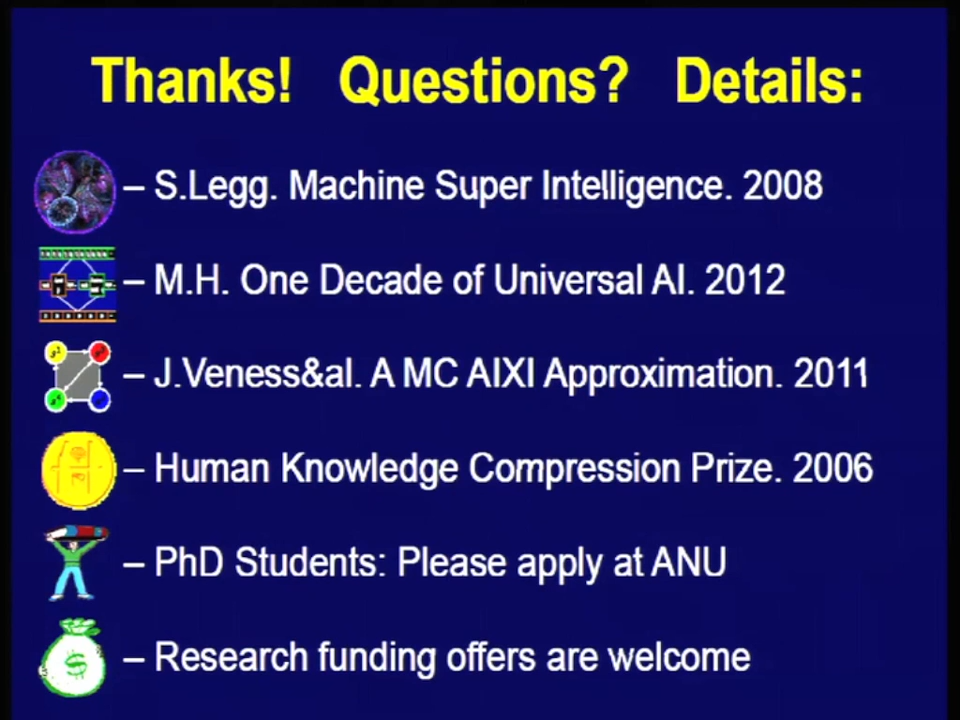 Thanks! Questions? Details:
– S.Legg. Machine Super Intelligence. 2008
– M.H. One Decade of Universal AI. 2012
– J.Veness&al. A MC AIXI Approximation. 2011
– Human Knowledge Compression Prize. 2006
– PhD Students: Please apply at ANU
$ – Research funding offers are welcome